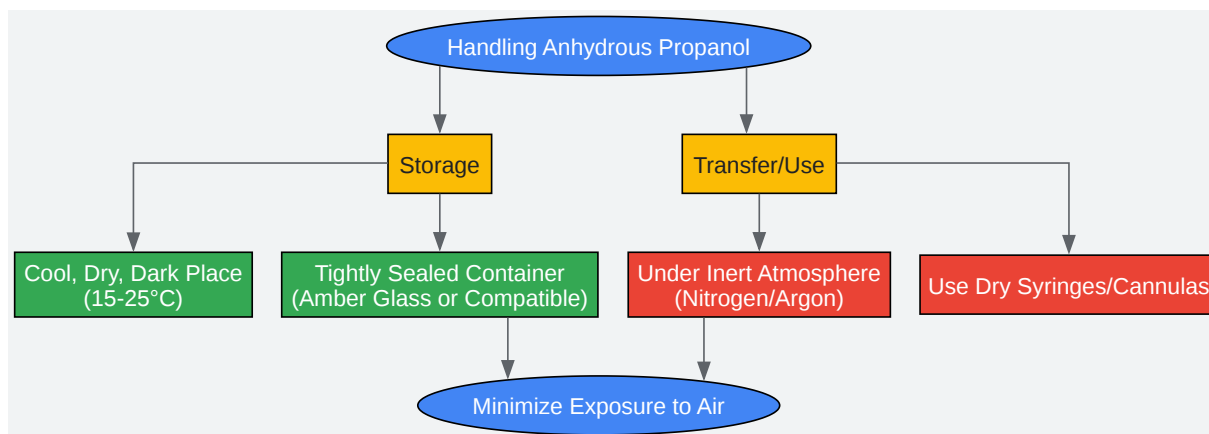 Handling Anhydrous Propanol
Storage
Transfer/Use
Cool, Dry, Dark Place
(15-25°C)
Tightly Sealed Container
(Amber Glass or Compatible)
Under Inert Atmosphere
(Nitrogen/Argon)
Use Dry Syringes/Cannulas
Minimize Exposure to Air